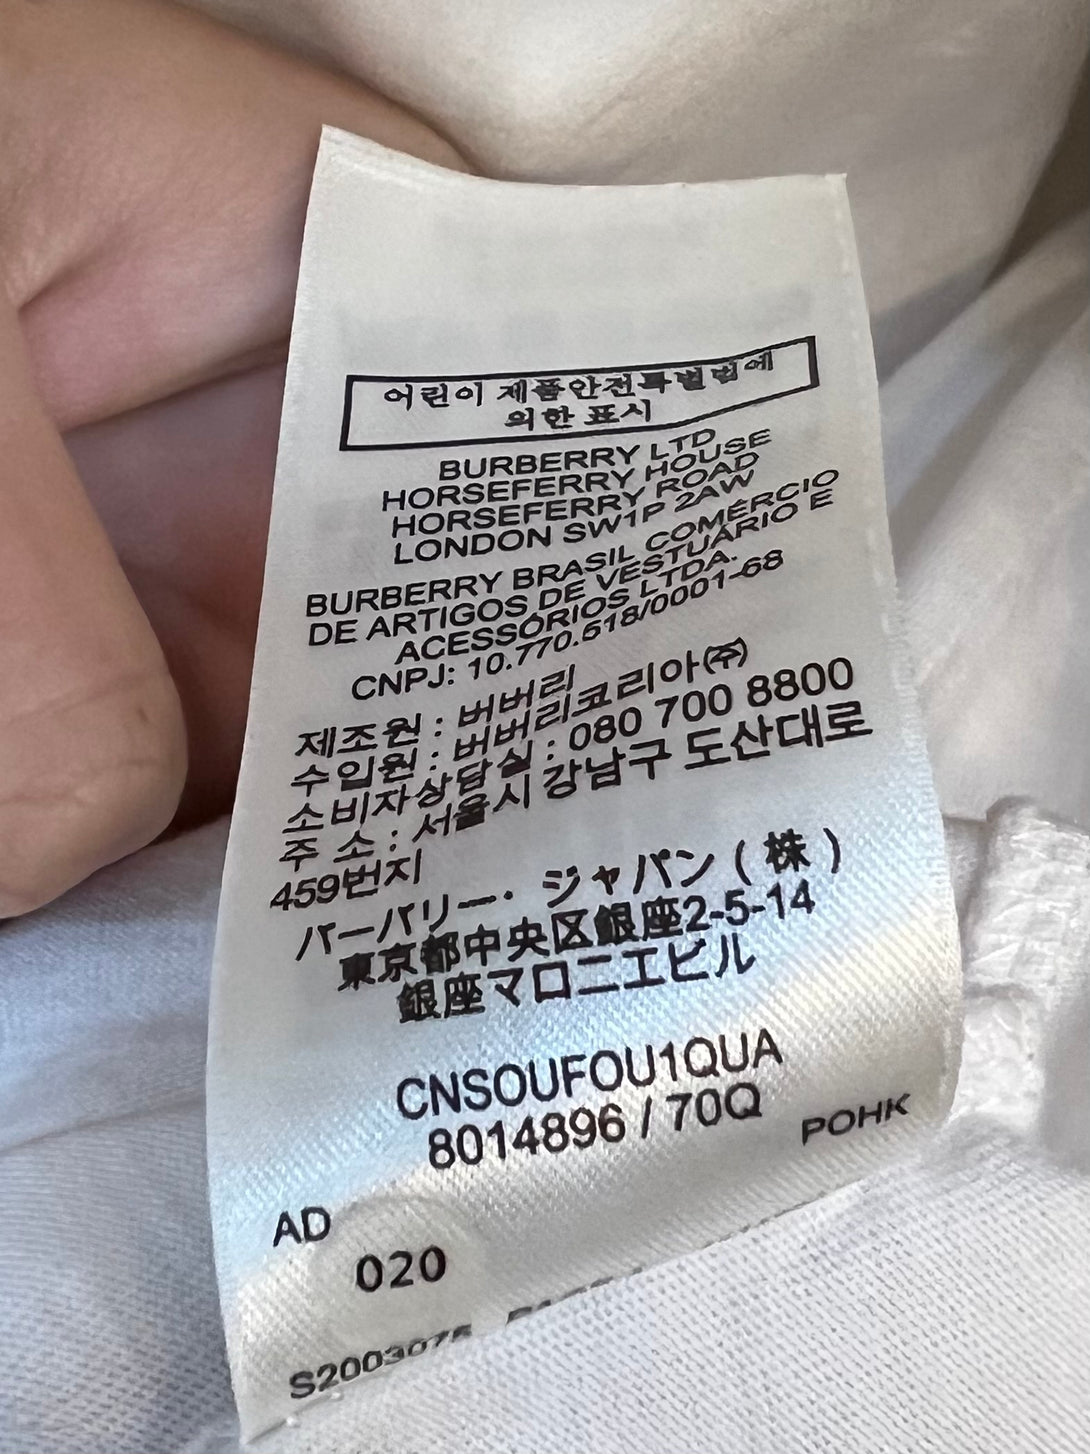 어린이 제품안전특별법에
의한 표시
BURBERRY LTD
HORSEFERRY HOUSE
HORSEFERRY ROAD
LONDON SW1P 2AW
BURBERRY BRASIL COMÉRCIO
DE ARTIGOS DE VESTUÁRIO E
ACESSÓRIOS LTDA.
CNPJ: 10.770.518/0001-68
제조원 : 버버리
수입원 : 버버리코리아(주)
소비자상담실 : 080 700 8800
주 소 : 서울시 강남구 도산대로
459번지
バーバリー・ジャパン ( 株 )
東京都中央区銀座2-5-14
銀座マロニエビル
CNSOUFOU1QUA
8014896 / 70Q
POHK
AD
020
S2003075